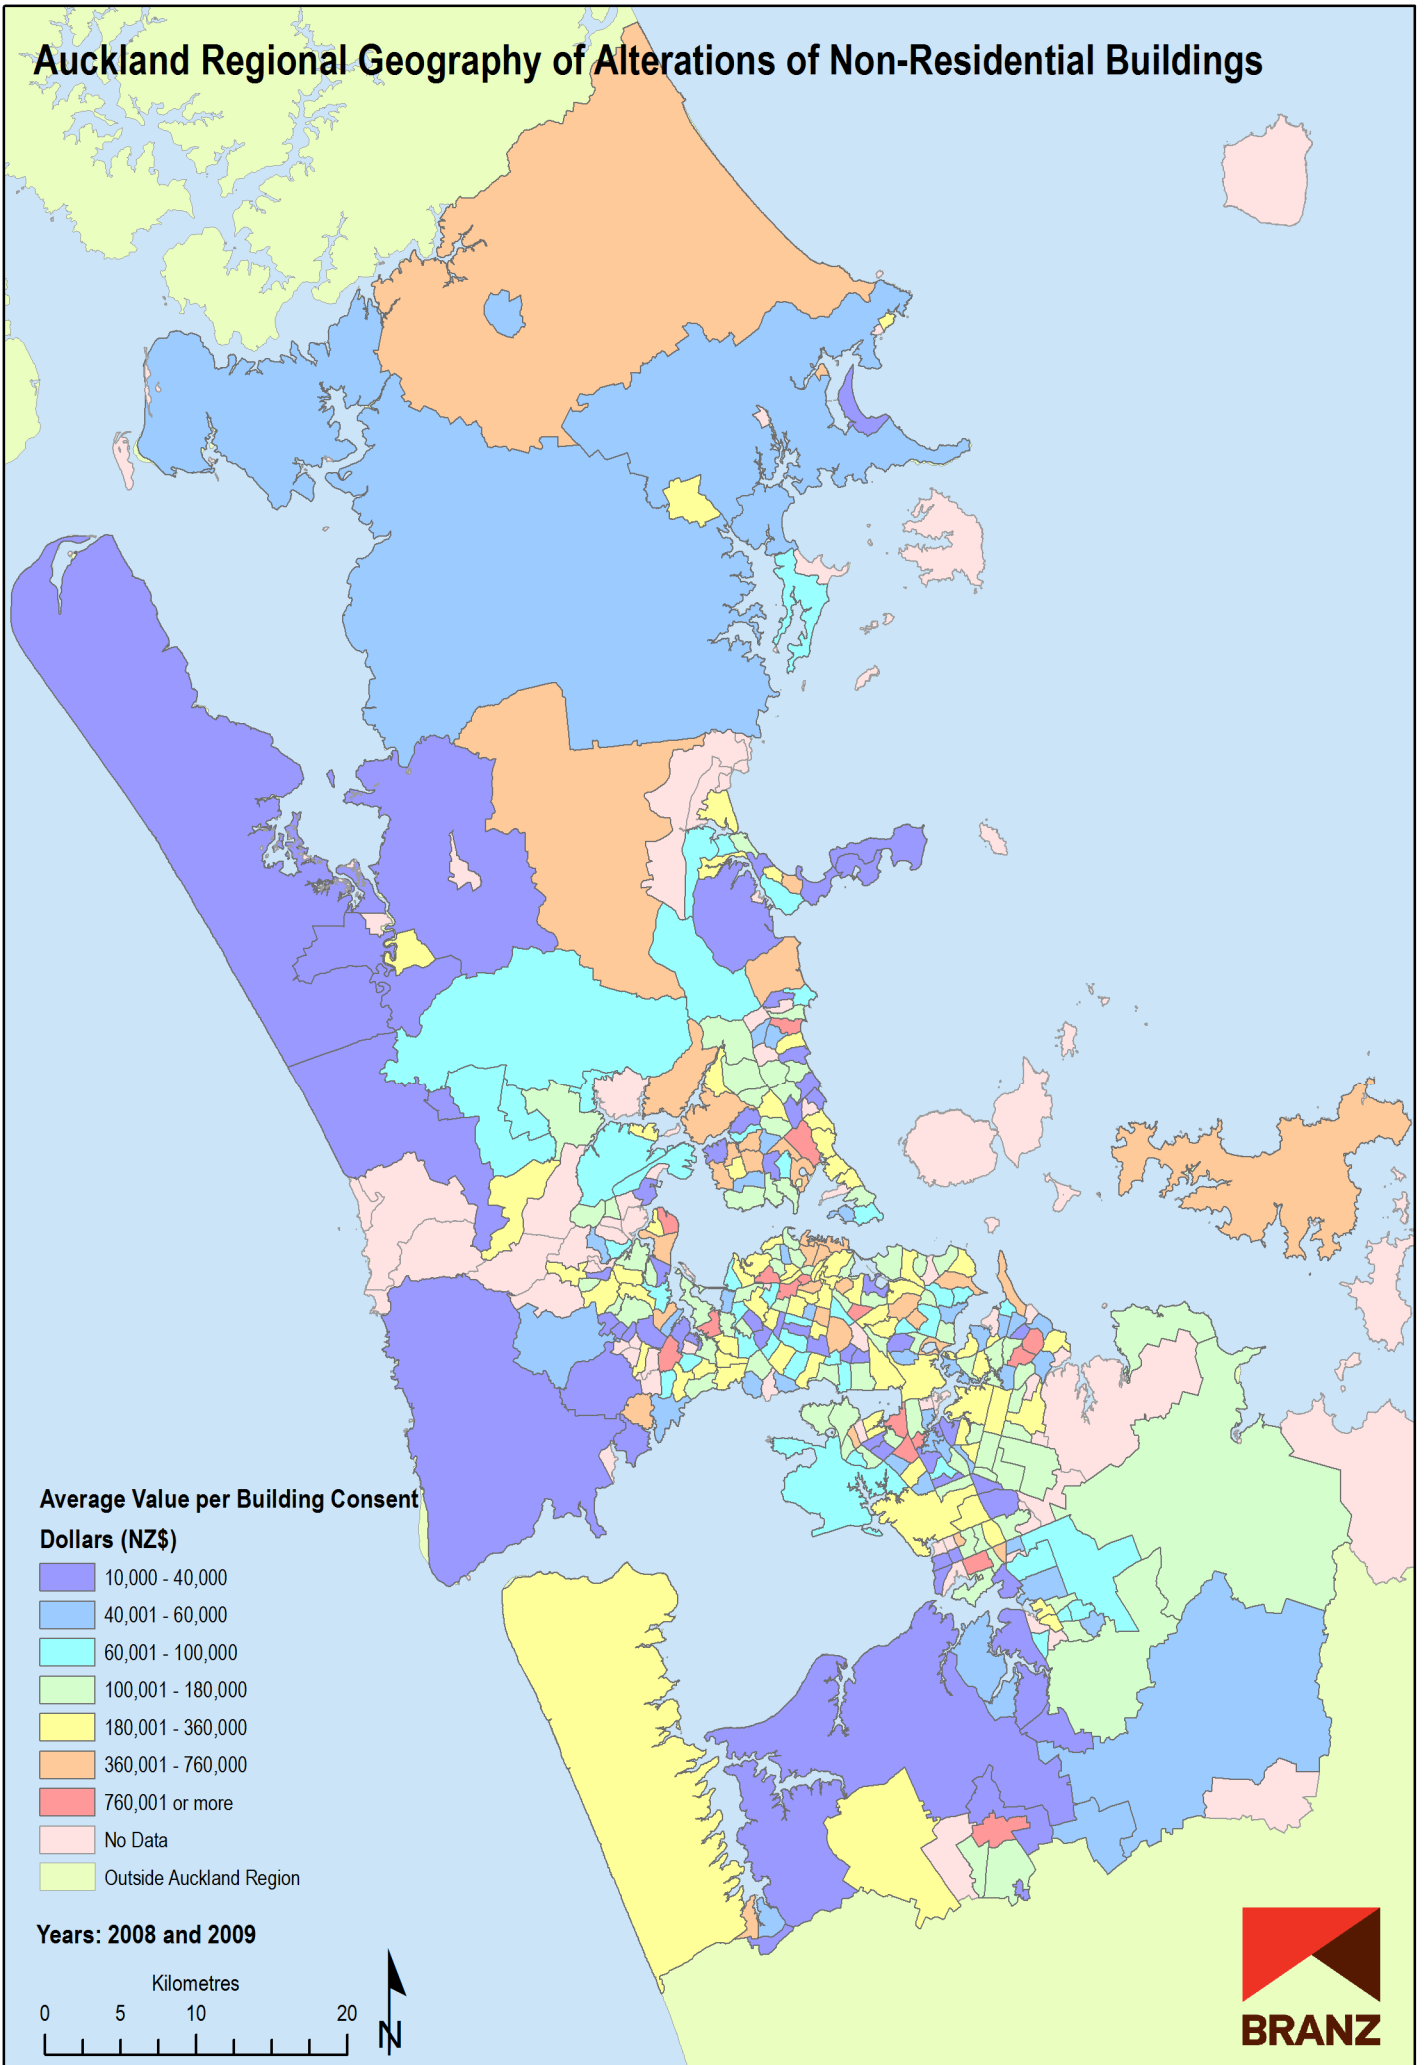 Auckland Regional Geography of Alterations of Non-Residential Buildings
Average Value per Building Consent
Dollars (NZ$)
10,000 - 40,000
40,001 - 60,000
60,001 - 100,000
100,001 - 180,000
180,001 - 360,000
360,001 - 760,000
760,001 or more
No Data
Outside Auckland Region
Years: 2008 and 2009
Kilometres
0 5 10 20
N
BRANZ